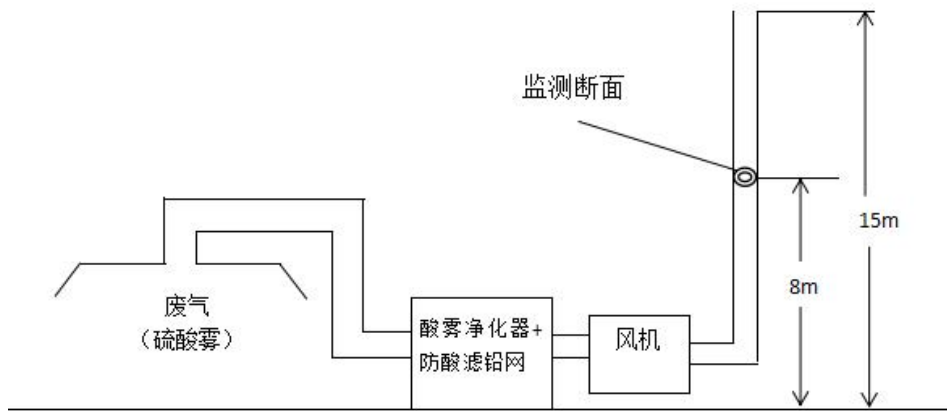 监测断面
15m
8m
废气
（硫酸雾）
酸雾净化器+
防酸滤铅网
风机